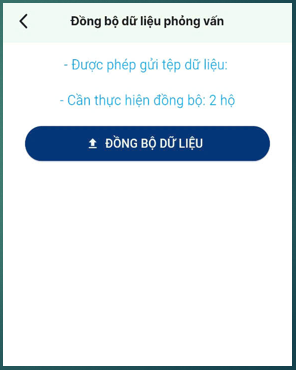 Đồng bộ dữ liệu phỏng vấn
- Được phép gửi tệp dữ liệu:
- Cần thực hiện đồng bộ: 2 hộ
ĐỒNG BỘ DỮ LIỆU